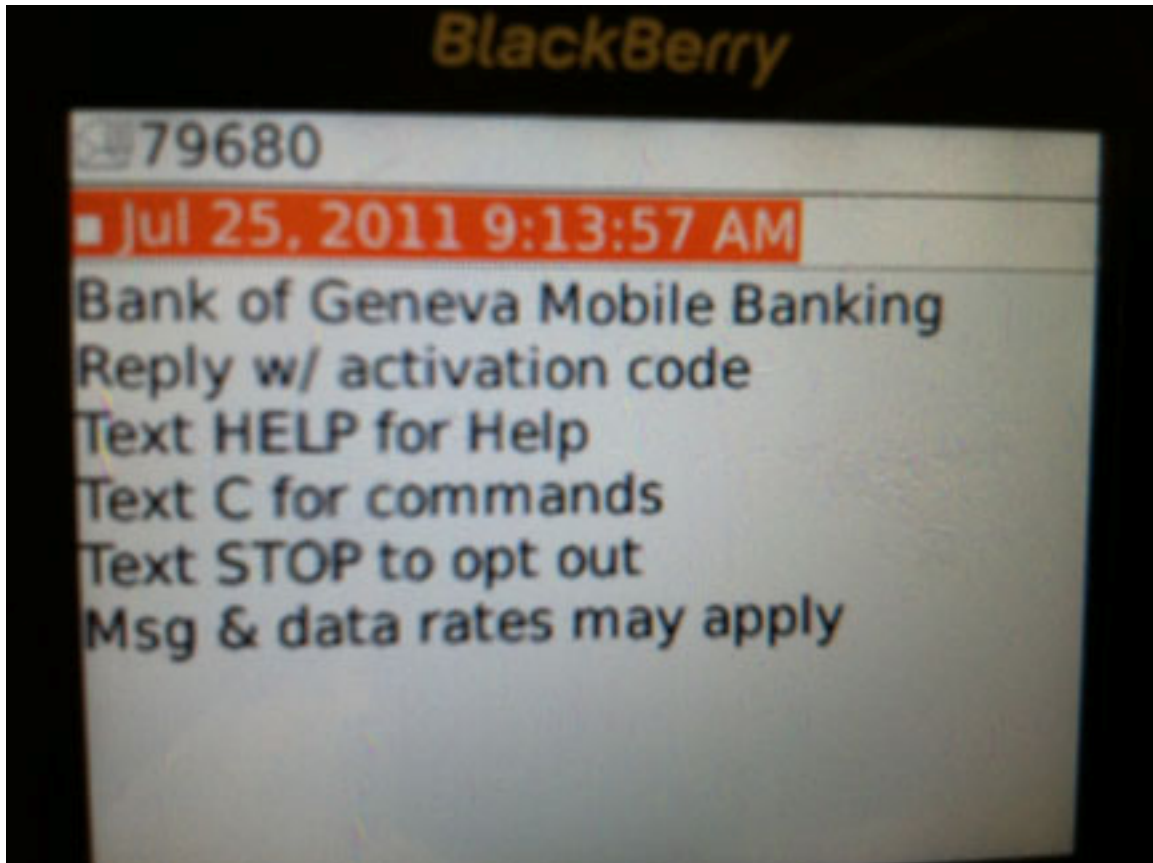 BlackBerry
79680
Jul 25, 2011 9:13:57 AM
Bank of Geneva Mobile Banking
Reply w/ activation code
Text HELP for Help
Text C for commands
Text STOP to opt out
Msg & data rates may apply